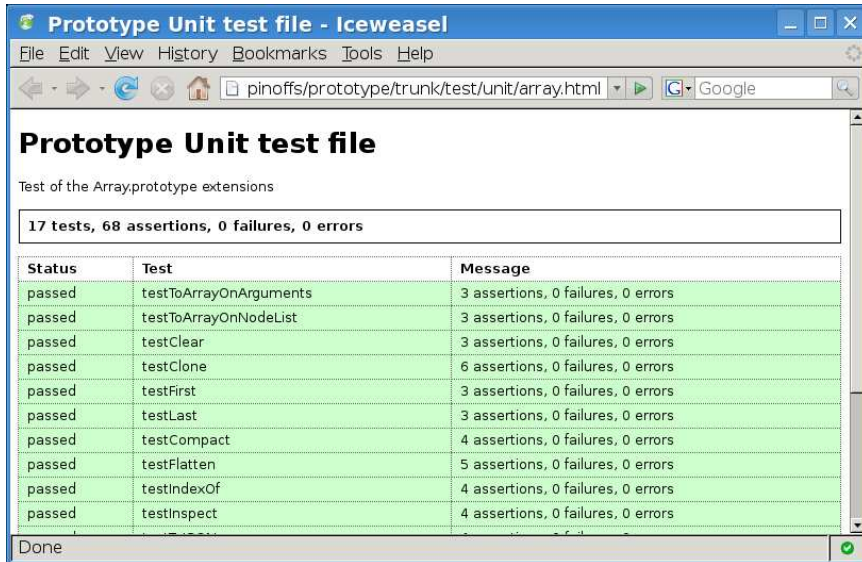 Prototype Unit test file - Iceweasel
File Edit View History Bookmarks Tools Help
pinoffs/prototype/trunk/test/unit/array.html G Google
Prototype Unit test file
Test of the Array.prototype extensions
17 tests, 68 assertions, 0 failures, 0 errors
Status Test Message
passed testToArrayOnArguments 3 assertions, 0 failures, 0 errors
passed testToArrayOnNodeList 3 assertions, 0 failures, 0 errors
passed testClear 3 assertions, 0 failures, 0 errors
passed testClone 6 assertions, 0 failures, 0 errors
passed testFirst 3 assertions, 0 failures, 0 errors
passed testLast 3 assertions, 0 failures, 0 errors
passed testCompact 4 assertions, 0 failures, 0 errors
passed testFlatten 5 assertions, 0 failures, 0 errors
passed testIndexOf 4 assertions, 0 failures, 0 errors
passed testInspect 4 assertions, 0 failures, 0 errors
Done